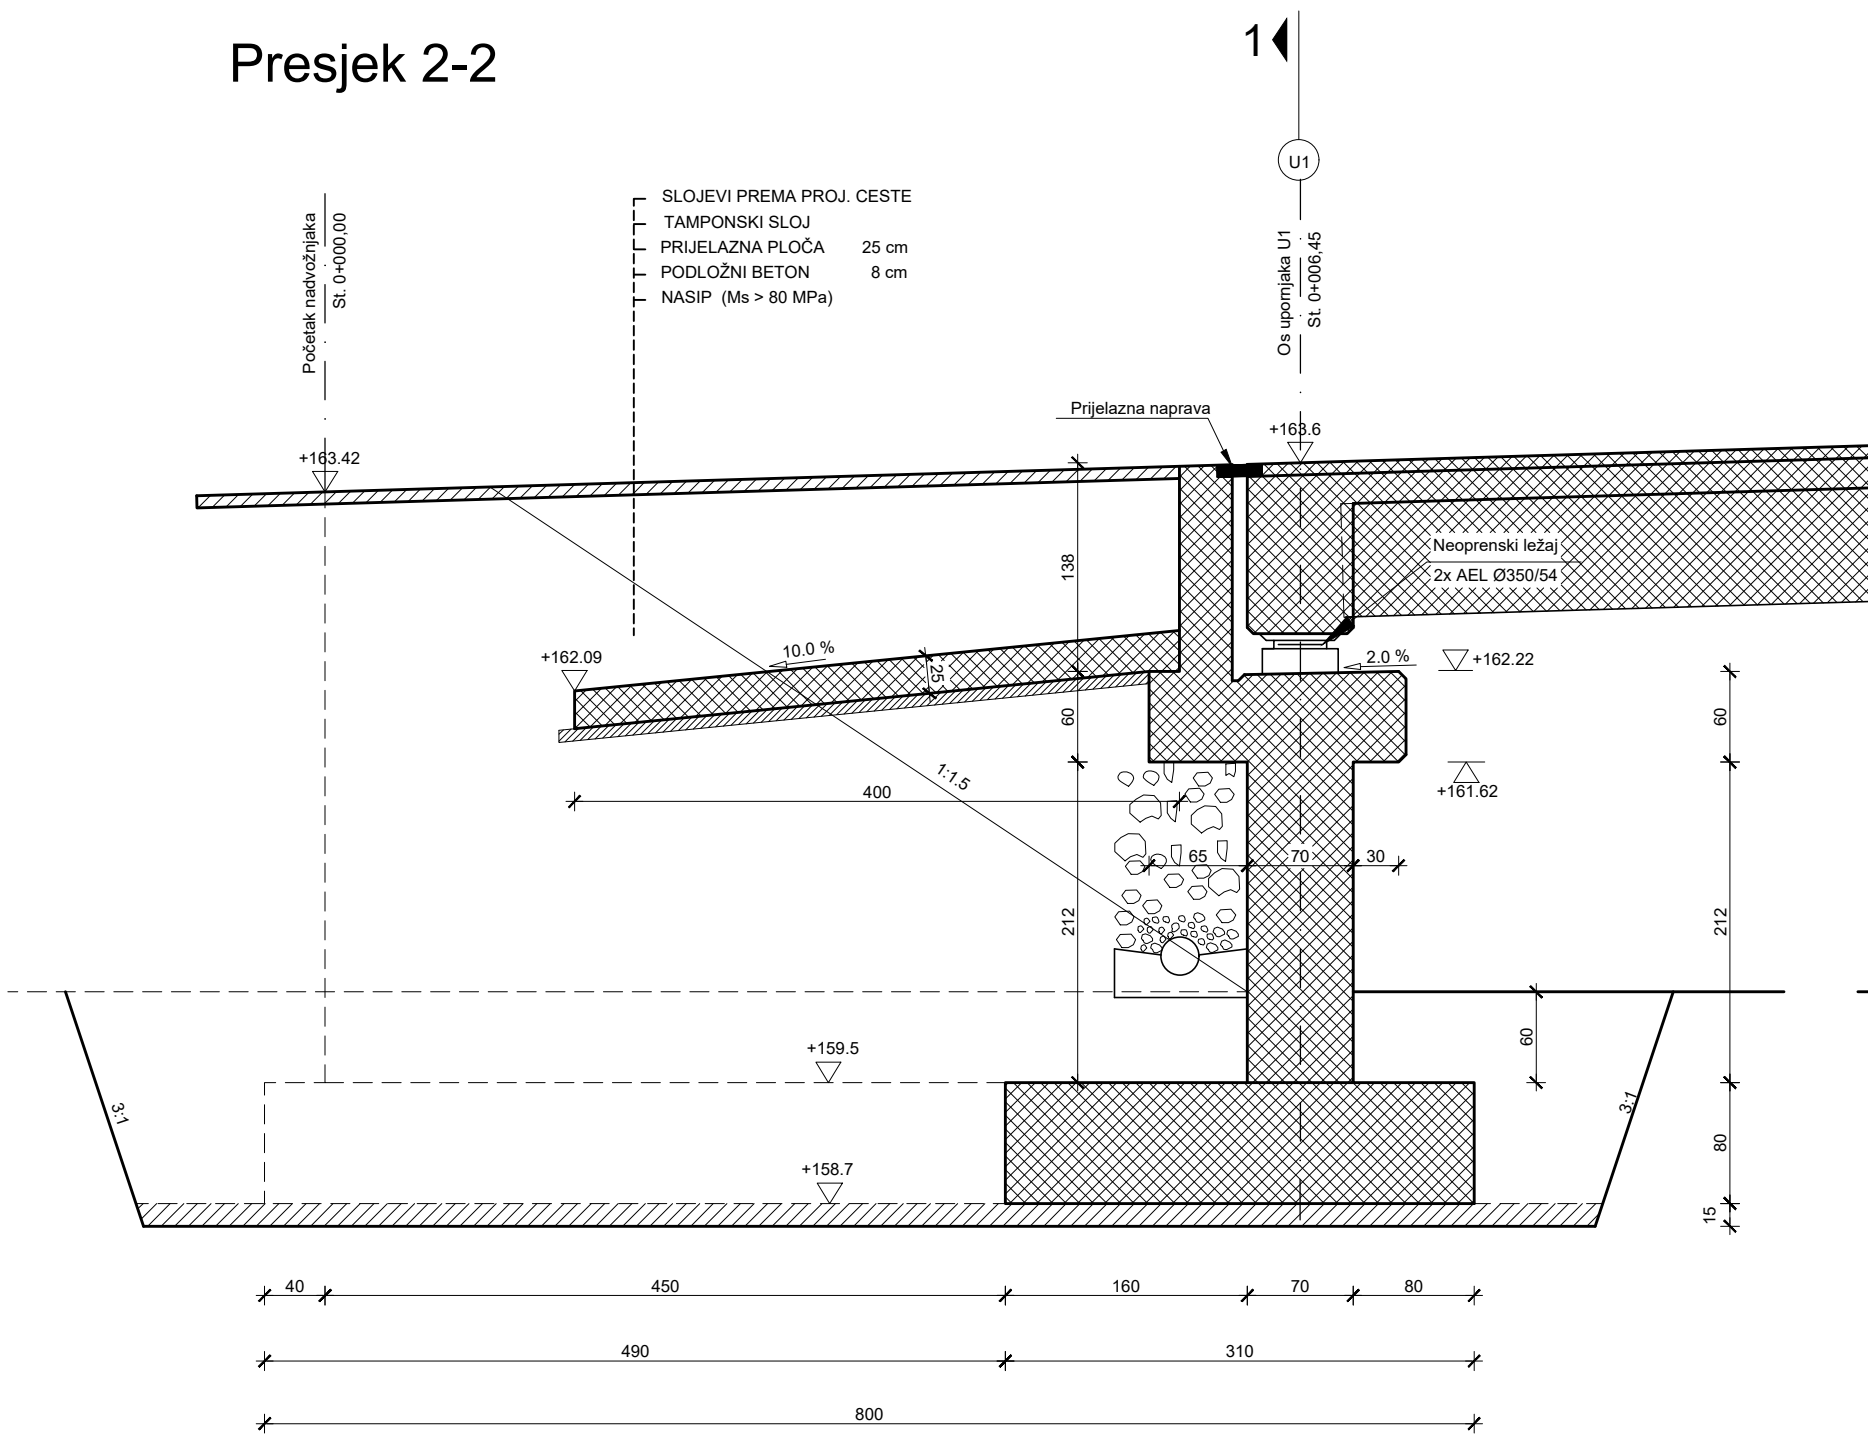 Presjek 2-2
1
U1
Početak nadvožnjaka
St. 0+000,00
SLOJEVI PREMA PROJ. CESTE
TAMPONSKI SLOJ
PRIJELAZNA PLOČA 25 cm
PODLOŽNI BETON 8 cm
NASIP (Ms > 80 MPa)
Os upornjaka U1
St. 0+006,45
Prijelazna naprava
+163.6
+163.42
138
Neoprenski ležaj
2x AEL Ø350/54
+162.09
10.0 %
25
2.0 %
+162.22
60
60
1:1.5
400
+161.62
65
70
30
212
212
60
+159.5
3:1
3:1
80
+158.7
15
40
450
160
70
80
490
310
800